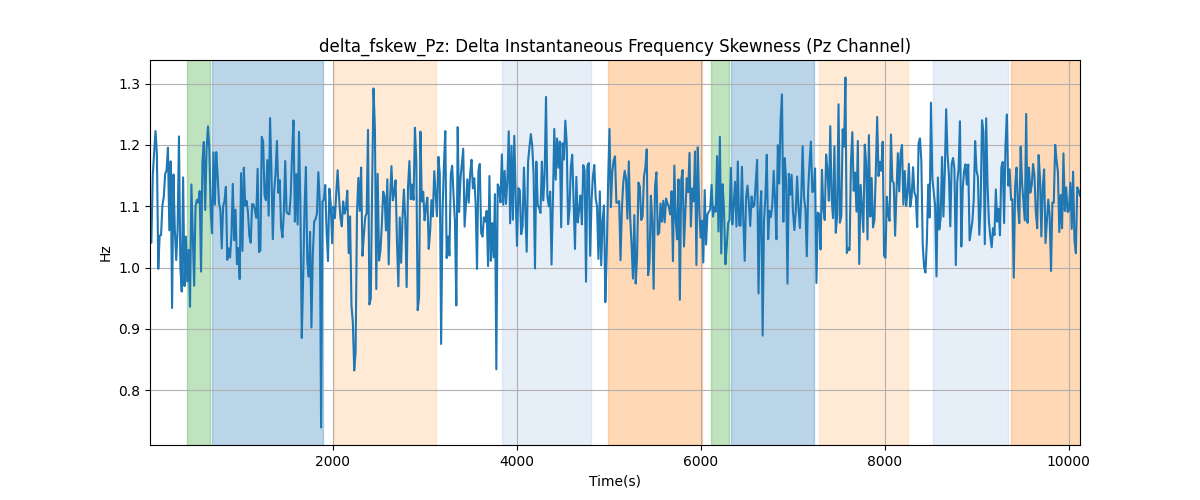 delta_fskew_Pz: Delta Instantaneous Frequency Skewness (Pz Channel)
1.3
1.2
1.1
1.0
0.9
0.8
Hz
2000 4000 6000 8000 10000
Time(s)